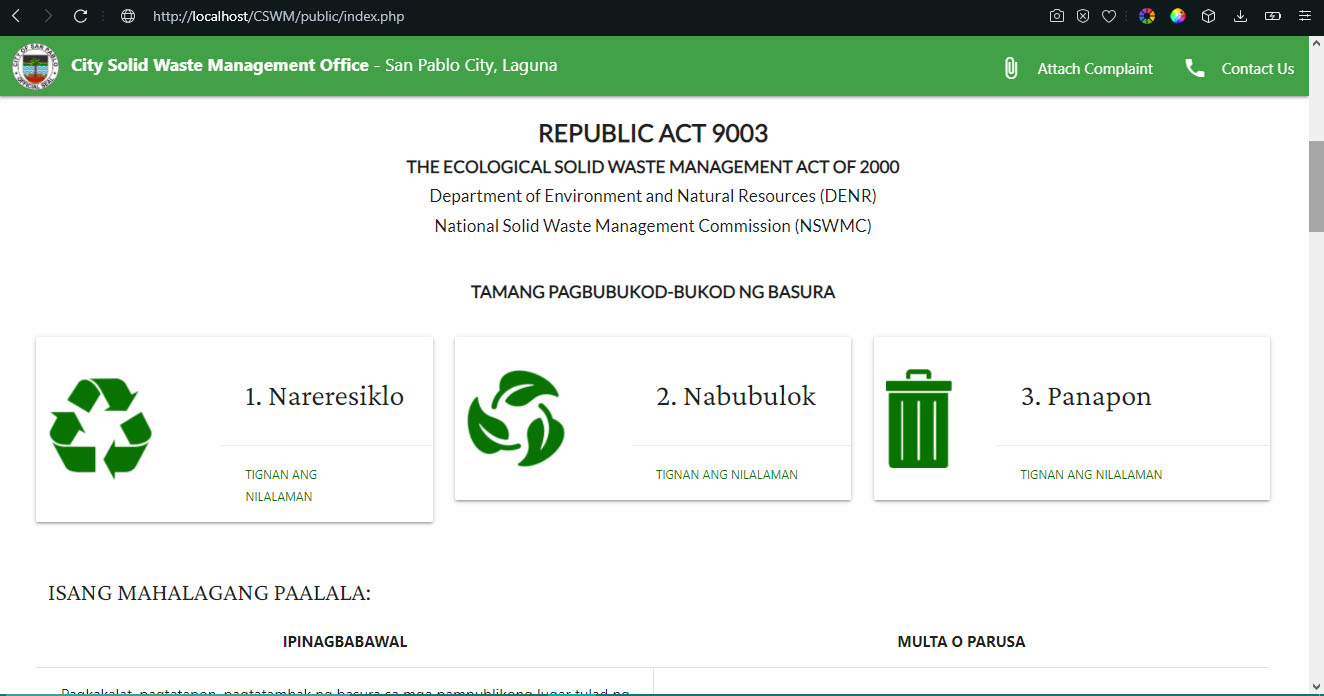 http://localhost/CSWM/public/index.php
City Solid Waste Management Office - San Pablo City, Laguna
Attach Complaint
Contact Us
REPUBLIC ACT 9003
THE ECOLOGICAL SOLID WASTE MANAGEMENT ACT OF 2000
Department of Environment and Natural Resources (DENR)
National Solid Waste Management Commission (NSWMC)
TAMANG PAGBUBUKOD-BUKOD NG BASURA
1. Nareresiklo
TIGNAN ANG
NILALAMAN
2. Nabubulok
TIGNAN ANG NILALAMAN
3. Panapon
TIGNAN ANG NILALAMAN
ISANG MAHALAGANG PAALALA:
IPINAGBABAWAL
MULTA O PARUSA
Pagkakalat, pagtatapon, pagtatambak ng basura sa mga pampublikong lugar tulad ng